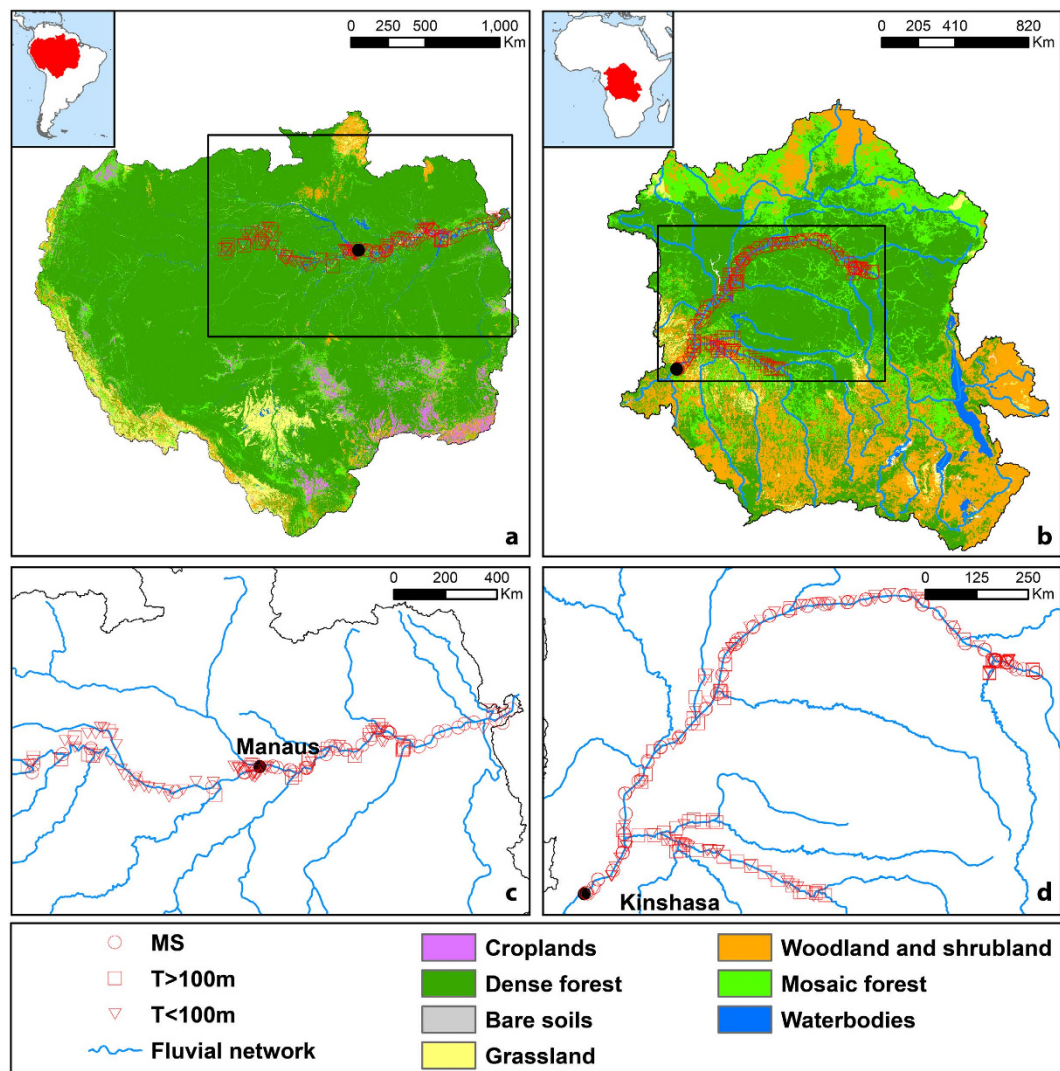 0 250 500 1,000
Km
a
0 205 410 820
Km
b
0 200 400
Km
Manaus
c
0 125 250
Km
Kinshasa
d
MS
T>100m
T<100m
Fluvial network
Croplands
Dense forest
Bare soils
Grassland
Woodland and shrubland
Mosaic forest
Waterbodies